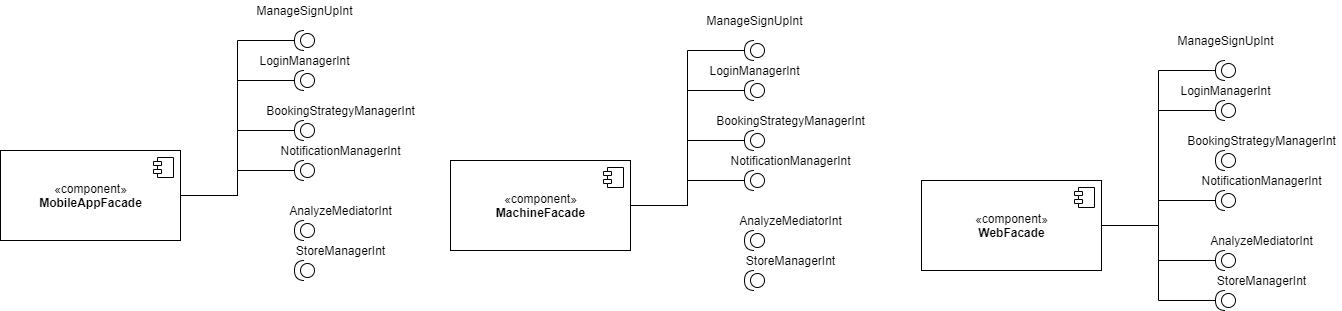 ManageSignUpInt
LoginManagerInt
BookingStrategyManagerInt
NotificationManagerInt
«component»
MobileAppFacade
AnalyzeMediatorInt
StoreManagerInt
ManageSignUpInt
LoginManagerInt
BookingStrategyManagerInt
NotificationManagerInt
«component»
MachineFacade
AnalyzeMediatorInt
StoreManagerInt
ManageSignUpInt
LoginManagerInt
BookingStrategyManagerInt
NotificationManagerInt
«component»
WebFacade
AnalyzeMediatorInt
StoreManagerInt